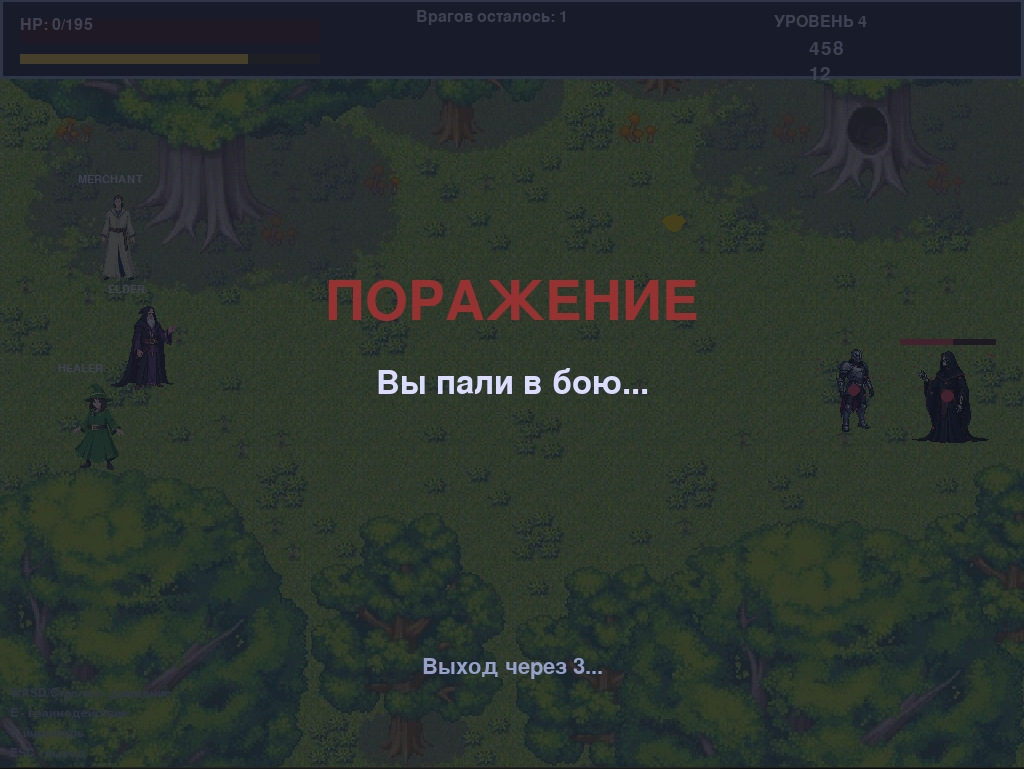 HP: 0/195
Врагов осталось: 1
УРОВЕНЬ 4
458
12
MERCHANT
ELDER
HEALER
ПОРАЖЕНИЕ
Вы пали в бою...
Выход через 3...